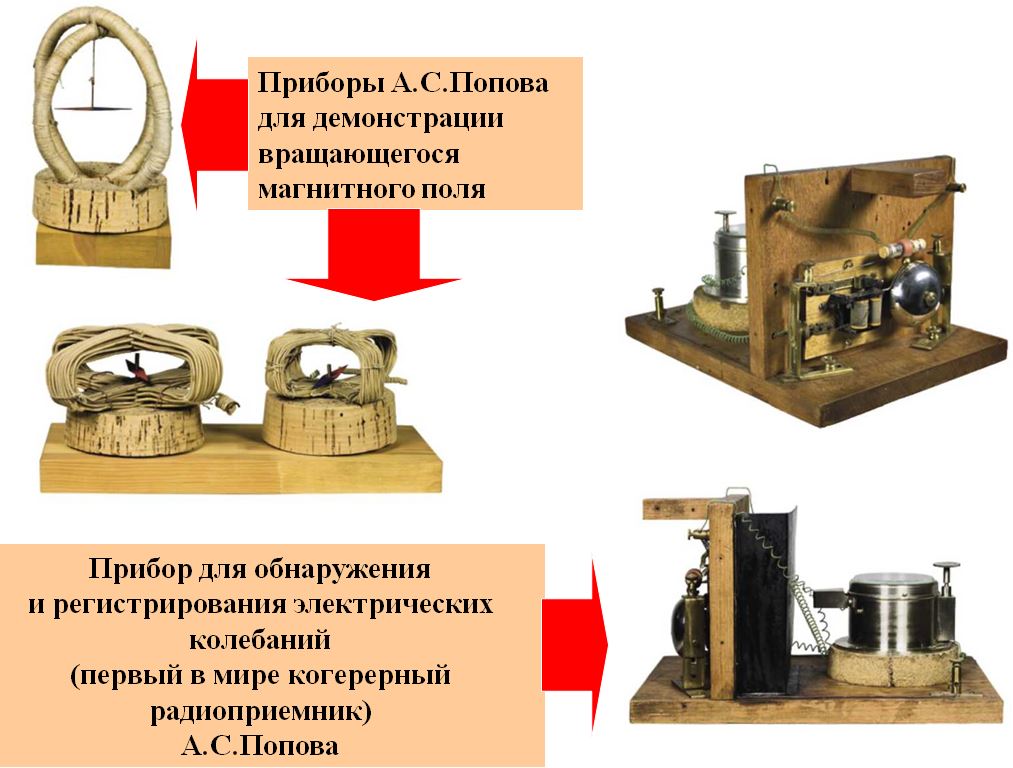 Приборы А.С.Попова
для демонстрации
вращающегося
магнитного поля
Прибор для обнаружения
и регистрирования электрических
колебаний
(первый в мире когерерный
радиоприемник)
А.С.Попова